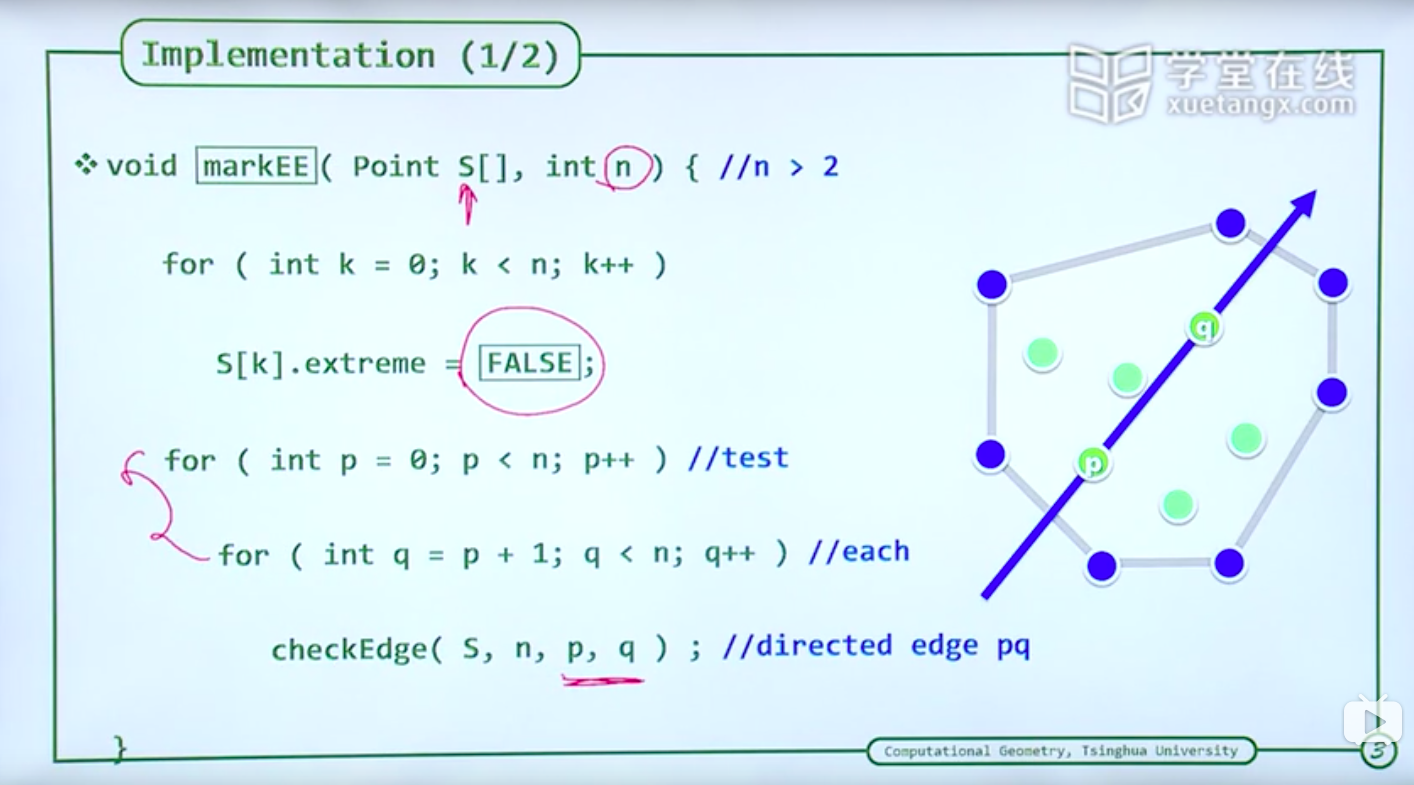 Implementation (1/2)
学堂在线
xuetangx.com
❖ void markEE( Point S[], int n ) { //n > 2
for ( int k = 0; k < n; k++ )
S[k].extreme = FALSE;
for ( int p = 0; p < n; p++ ) //test
for ( int q = p + 1; q < n; q++ ) //each
checkEdge( S, n, p, q ) ; //directed edge pq
}
q
p
Computational Geometry, Tsinghua University
3